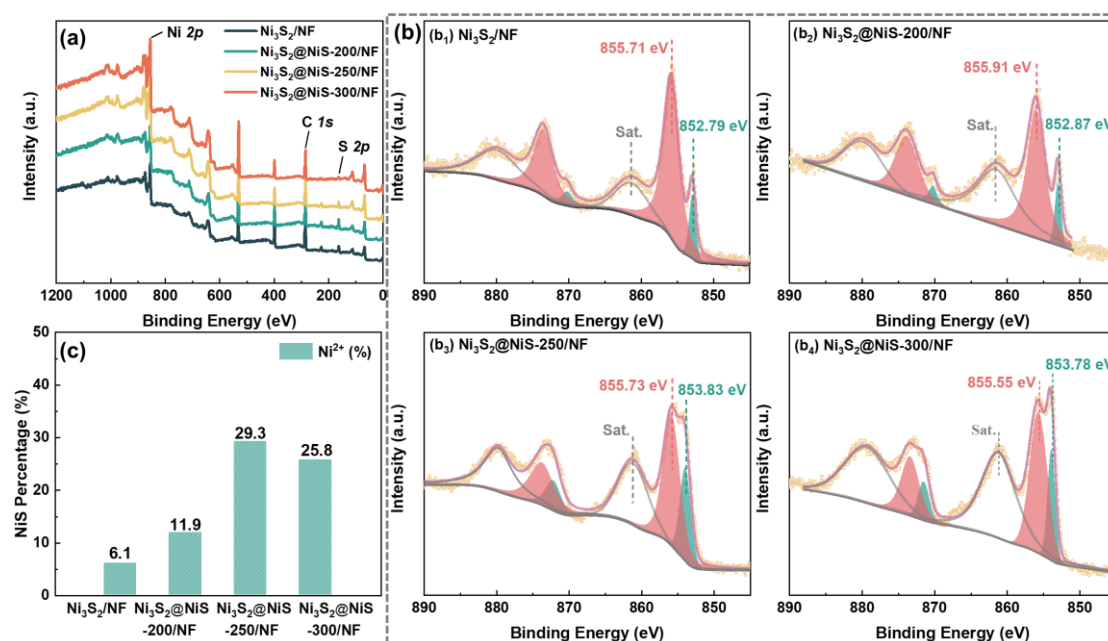 (a)
Ni 2p
Ni₃S₂/NF
Ni₃S₂@NiS-200/NF
Ni₃S₂@NiS-250/NF
Ni₃S₂@NiS-300/NF
C 1s
S 2p
Intensity (a.u.)
1200 1000 800 600 400 200 0
Binding Energy (eV)
(b)
(b₁) Ni₃S₂/NF
855.71 eV
852.79 eV
Sat.
Intensity (a.u.)
890 880 870 860 850
Binding Energy (eV)
(b₂) Ni₃S₂@NiS-200/NF
855.91 eV
852.87 eV
Sat.
Intensity (a.u.)
890 880 870 860 850
Binding Energy (eV)
(c)
Ni²⁺ (%)
NiS Percentage (%)
50
40
30
20
10
0
6.1
11.9
29.3
25.8
Ni₃S₂/NF Ni₃S₂@NiS Ni₃S₂@NiS Ni₃S₂@NiS
-200/NF -250/NF -300/NF
(b₃) Ni₃S₂@NiS-250/NF
855.73 eV
853.83 eV
Sat.
Intensity (a.u.)
890 880 870 860 850
Binding Energy (eV)
(b₄) Ni₃S₂@NiS-300/NF
855.55 eV
853.78 eV
Sat.
Intensity (a.u.)
890 880 870 860 850
Binding Energy (eV)